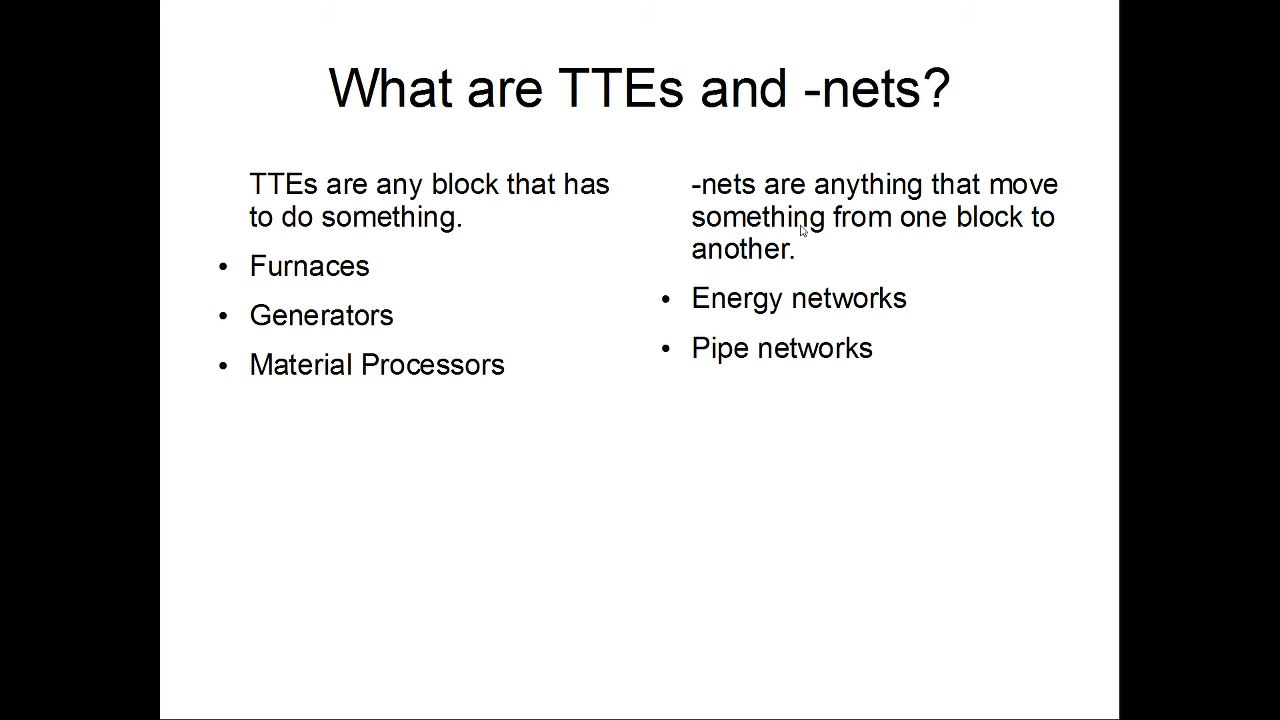 What are TTEs and -nets?
TTEs are any block that has
to do something.
• Furnaces
• Generators
• Material Processors
-nets are anything that move
something from one block to
another.
• Energy networks
• Pipe networks